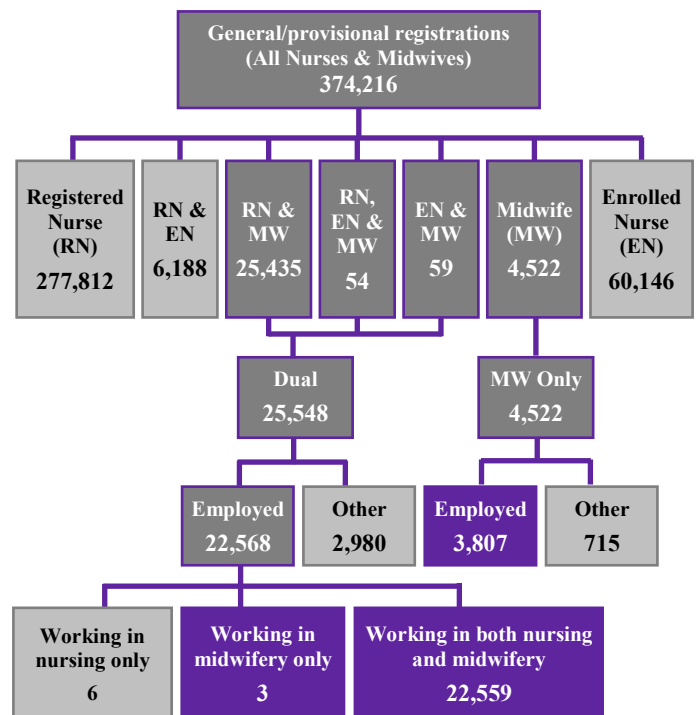 General/provisional registrations
(All Nurses & Midwives)
374,216
Registered
Nurse
(RN)
277,812
RN &
EN
6,188
RN &
MW
25,435
RN,
EN &
MW
54
EN &
MW
59
Midwife
(MW)
4,522
Enrolled
Nurse
(EN)
60,146
Dual
25,548
MW Only
4,522
Employed
22,568
Other
2,980
Employed
3,807
Other
715
Working in
nursing only
6
Working in
midwifery only
3
Working in both nursing
and midwifery
22,559